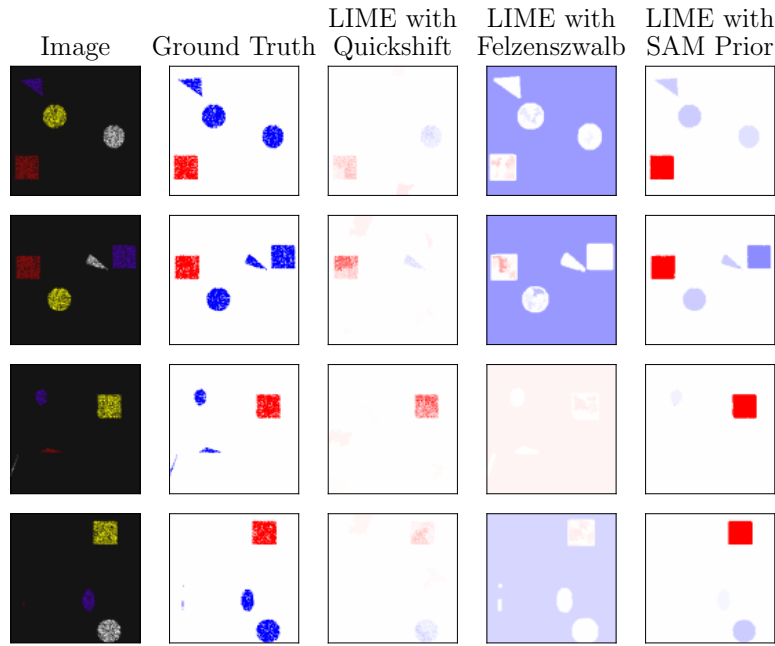 Image
Ground Truth
LIME with
Quickshift
LIME with
Felzenszwalb
LIME with
SAM Prior